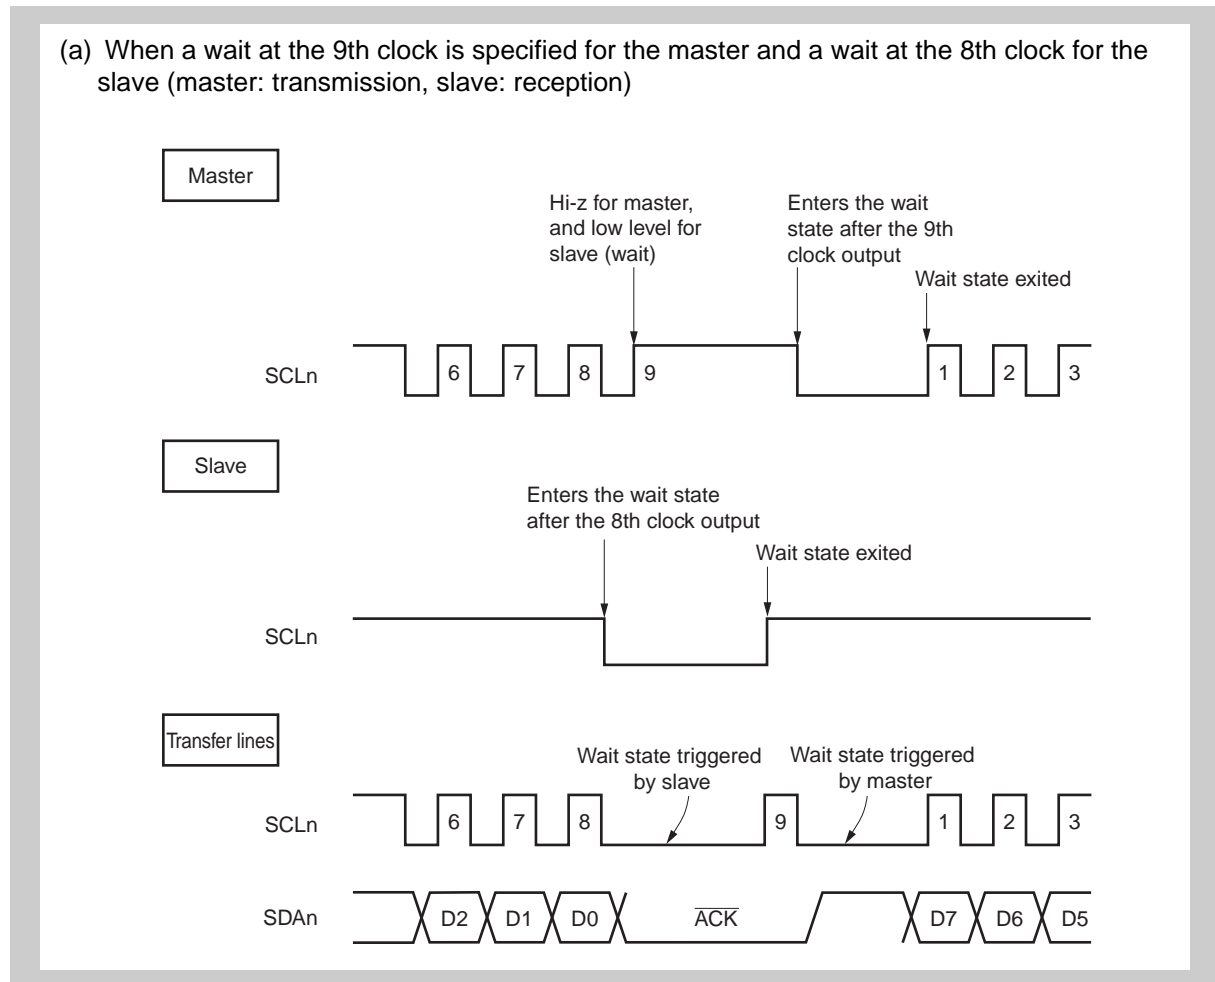 (a) When a wait at the 9th clock is specified for the master and a wait at the 8th clock for the
slave (master: transmission, slave: reception)
Master
Hi-z for master,
and low level for
slave (wait)
Enters the wait
state after the 9th
clock output
Wait state exited
SCLn
6 7 8 9 1 2 3
Slave
Enters the wait state
after the 8th clock output
Wait state exited
SCLn
Transfer lines
Wait state triggered
by slave
Wait state triggered
by master
SCLn
6 7 8 9 1 2 3
SDAn
D2 D1 D0 ACK D7 D6 D5